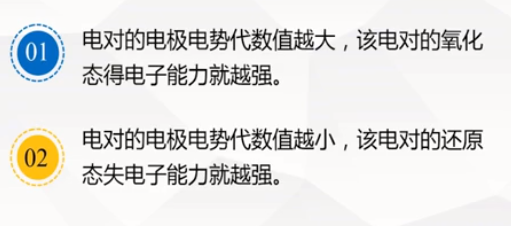 01
电对的电极电势代数值越大，该电对的氧化
态得电子能力就越强。
02
电对的电极电势代数值越小，该电对的还原
态失电子能力就越强。